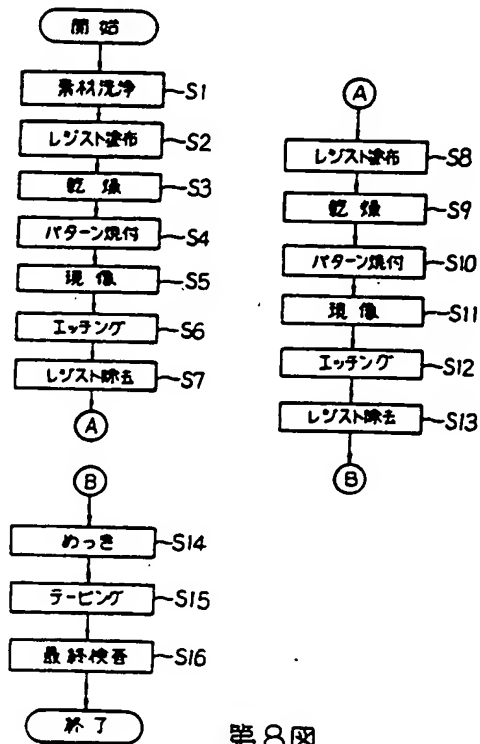 開始
素材洗浄 S1
レジスト塗布 S2
乾燥 S3
パターン焼付 S4
現像 S5
エッチング S6
レジスト除去 S7
A
A
レジスト塗布 S8
乾燥 S9
パターン焼付 S10
現像 S11
エッチング S12
レジスト除去 S13
B
B
めっき S14
テーピング S15
最終検査 S16
終了
第8図